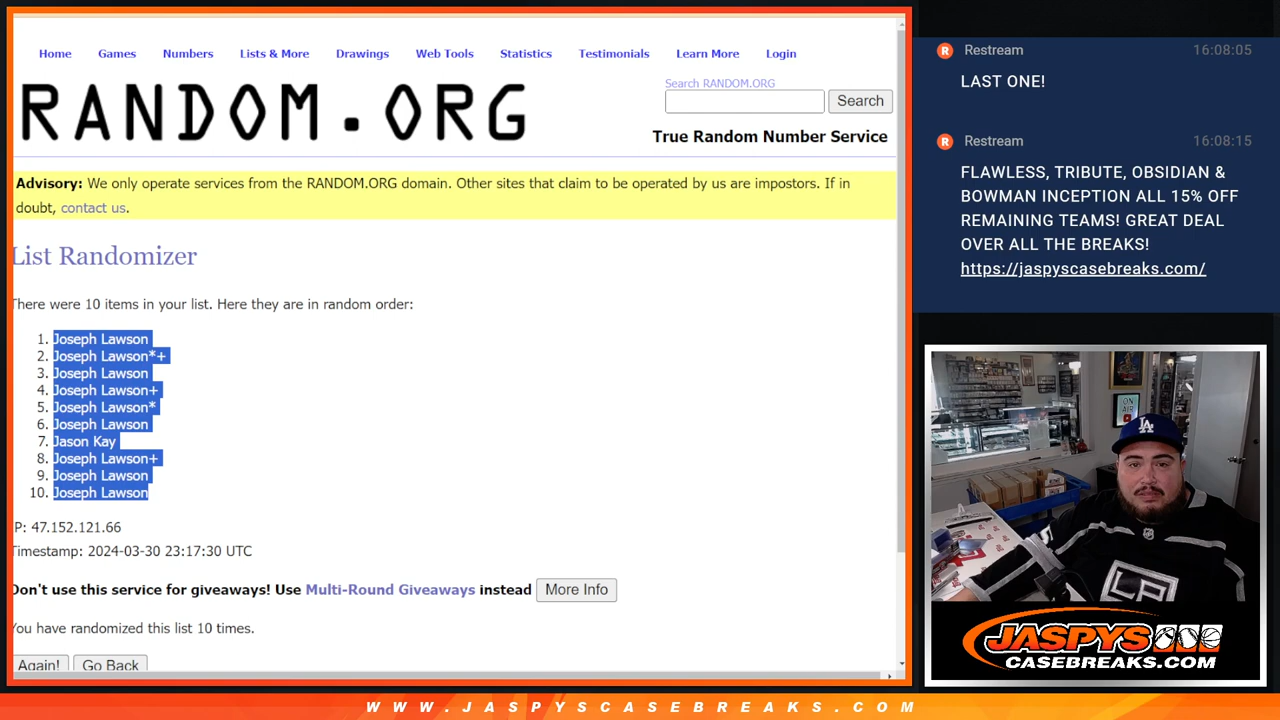 Home Games Numbers Lists & More Drawings Web Tools Statistics Testimonials Learn More Login
RANDOM.ORG
Search RANDOM.ORG
Search
True Random Number Service
Advisory: We only operate services from the RANDOM.ORG domain. Other sites that claim to be operated by us are impostors. If in
doubt, contact us.
List Randomizer
There were 10 items in your list. Here they are in random order:
1. Joseph Lawson
2. Joseph Lawson*+
3. Joseph Lawson
4. Joseph Lawson+
5. Joseph Lawson*
6. Joseph Lawson
7. Jason Kay
8. Joseph Lawson+
9. Joseph Lawson
10. Joseph Lawson
IP: 47.152.121.66
Timestamp: 2024-03-30 23:17:30 UTC
Don't use this service for giveaways! Use Multi-Round Giveaways instead More Info
You have randomized this list 10 times.
Again! Go Back
Restream 16:08:05
LAST ONE!
Restream 16:08:15
FLAWLESS, TRIBUTE, OBSIDIAN &
BOWMAN INCEPTION ALL 15% OFF
REMAINING TEAMS! GREAT DEAL
OVER ALL THE BREAKS!
https://jaspyscasebreaks.com/
ON
AIR
LA
LA
JASPYS
CASEBREAKS.COM
WWW.JASPYSCASEBREAKS.COM